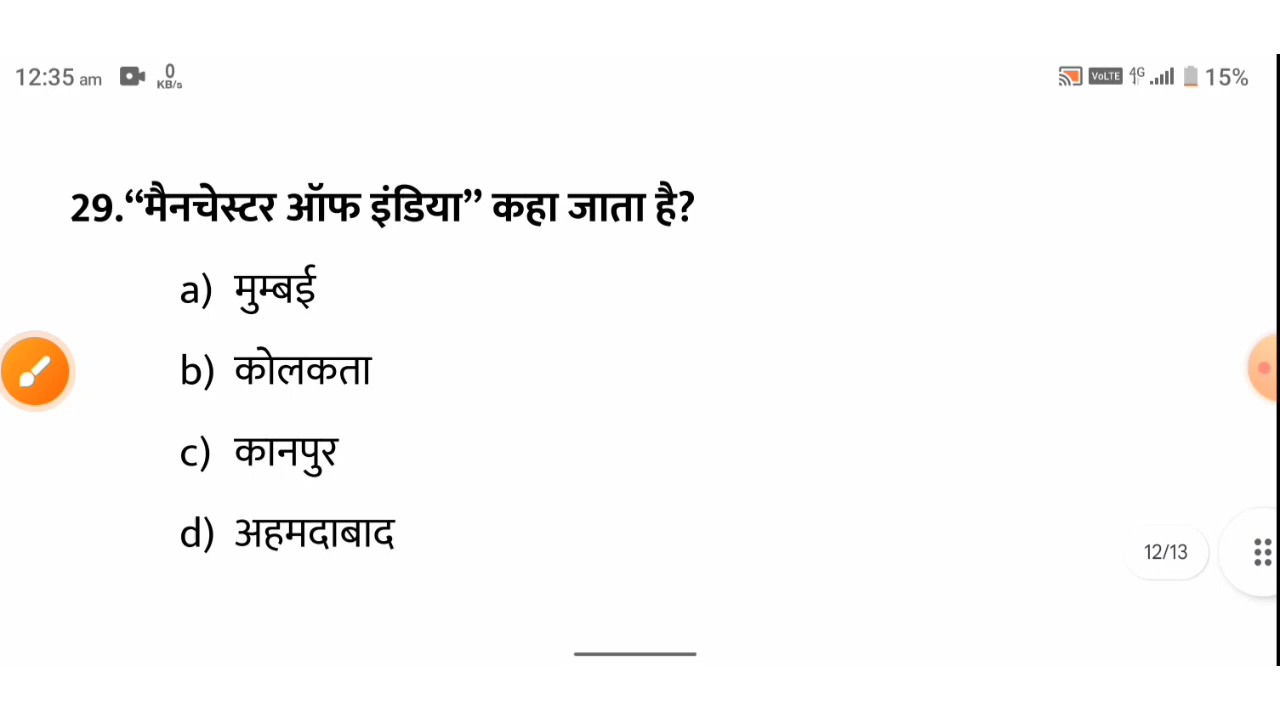 12:35 am 0 KB/s VoLTE 4G 15%
29.“मैनचेस्टर ऑफ इंडिया” कहा जाता है?
a) मुम्बई
b) कोलकता
c) कानपुर
d) अहमदाबाद
12/13